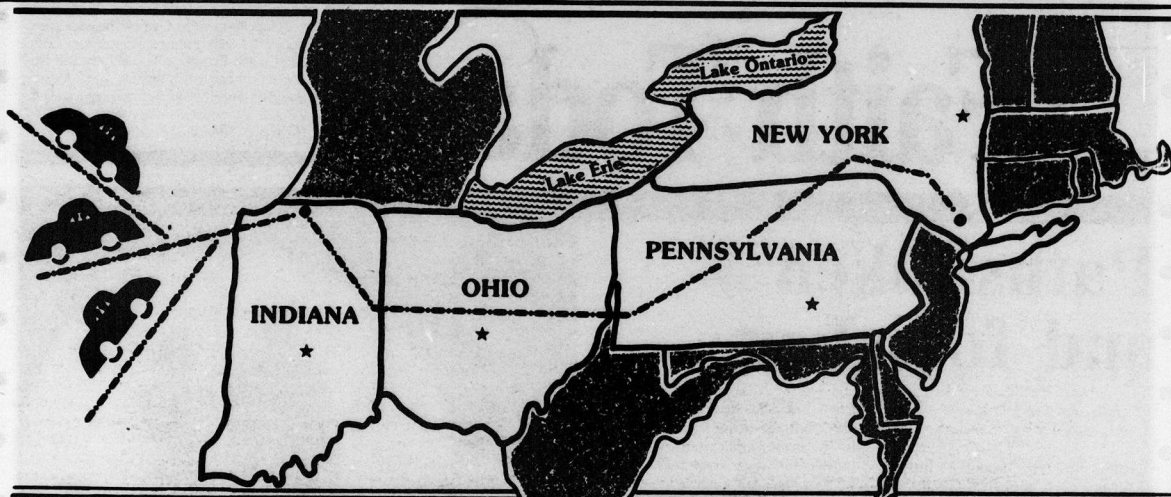 Lake Ontario
NEW YORK
Lake Erie
PENNSYLVANIA
OHIO
INDIANA